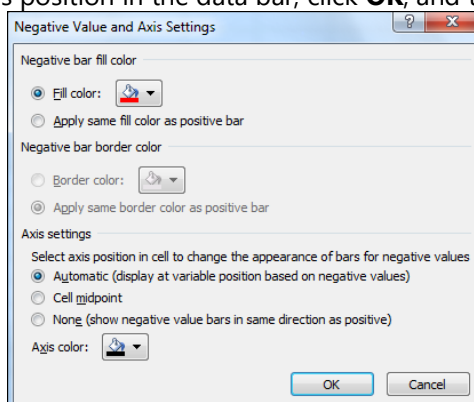 s position in the data bar, click OK, and t
Negative Value and Axis Settings
?
X
Negative bar fill color
Fill color:
Apply same fill color as positive bar
Negative bar border color
Border color:
Apply same border color as positive bar
Axis settings
Select axis position in cell to change the appearance of bars for negative values
Automatic (display at variable position based on negative values)
Cell midpoint
None (show negative value bars in same direction as positive)
Axis color:
OK Cancel